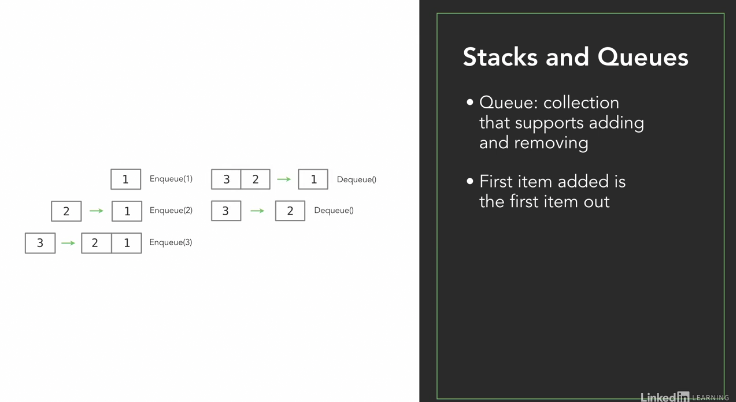 1 Enqueue(1)
2 1 Enqueue(2)
3 2 1 Enqueue(3)
3 2 1 Dequeue()
3 2 Dequeue()
Stacks and Queues
• Queue: collection
that supports adding
and removing
• First item added is
the first item out
Linked in LEARNING